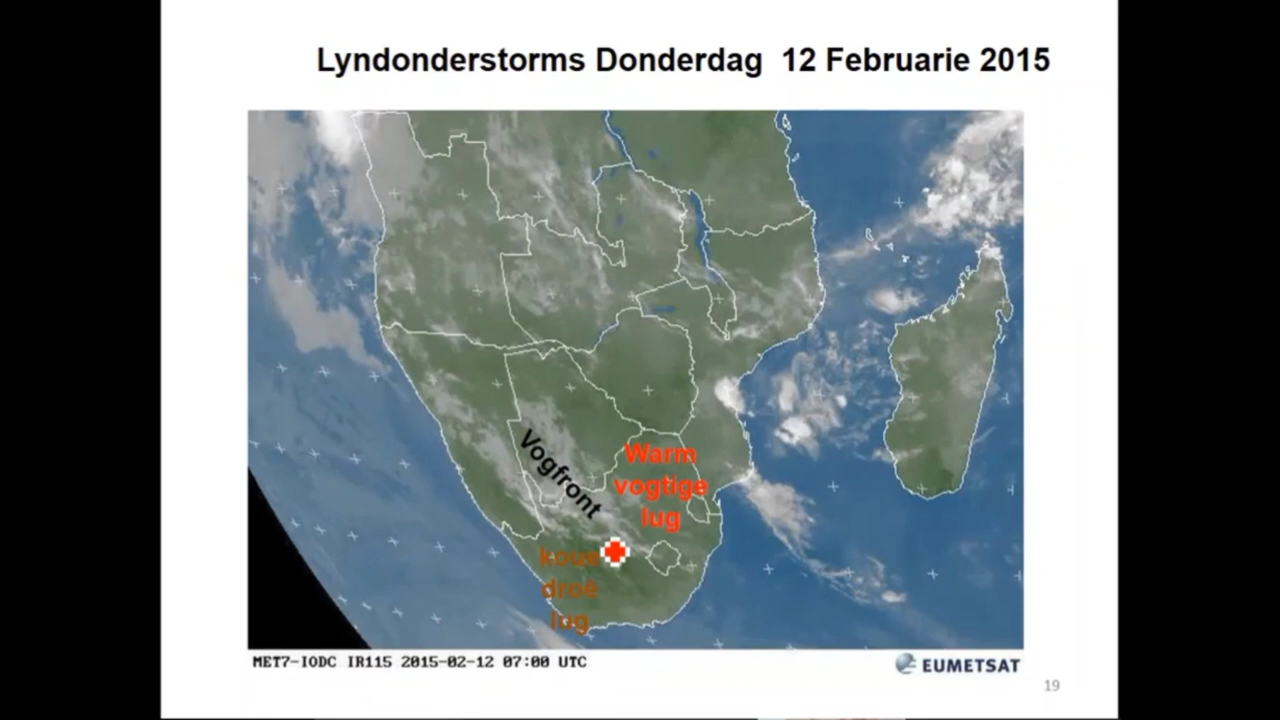 Lyndonderstorms Donderdag 12 Februarie 2015
Vogfront
Warm
vogtige
lug
koue
droë
lug
MET7-IODC IR115 2015-02-12 07:00 UTC
EUMETSAT
19